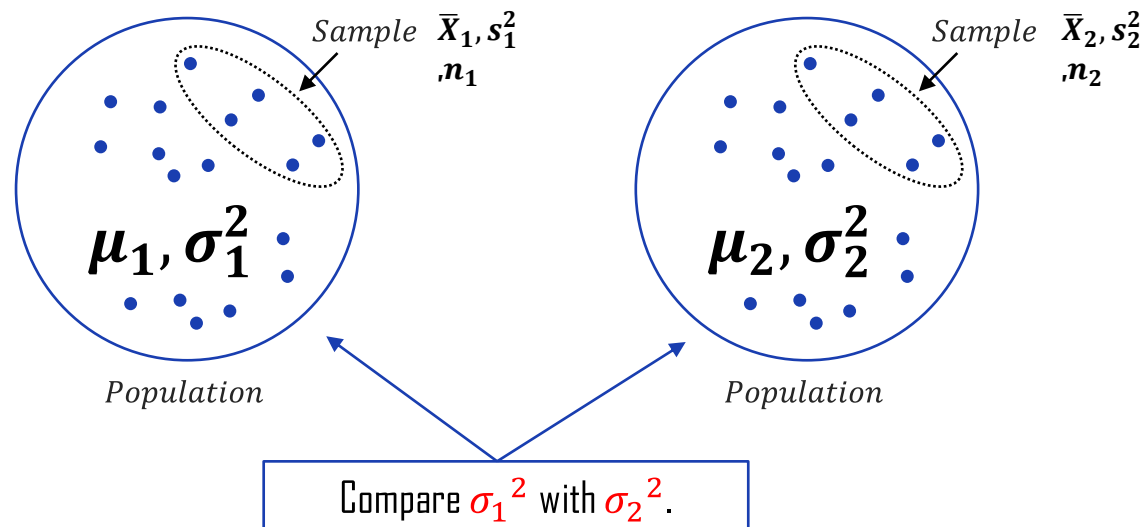 Sample X̄₁, s₁²
,n₁
Sample X̄₂, s₂²
,n₂
μ₁, σ₁²
μ₂, σ₂²
Population
Population
Compare σ₁² with σ₂².